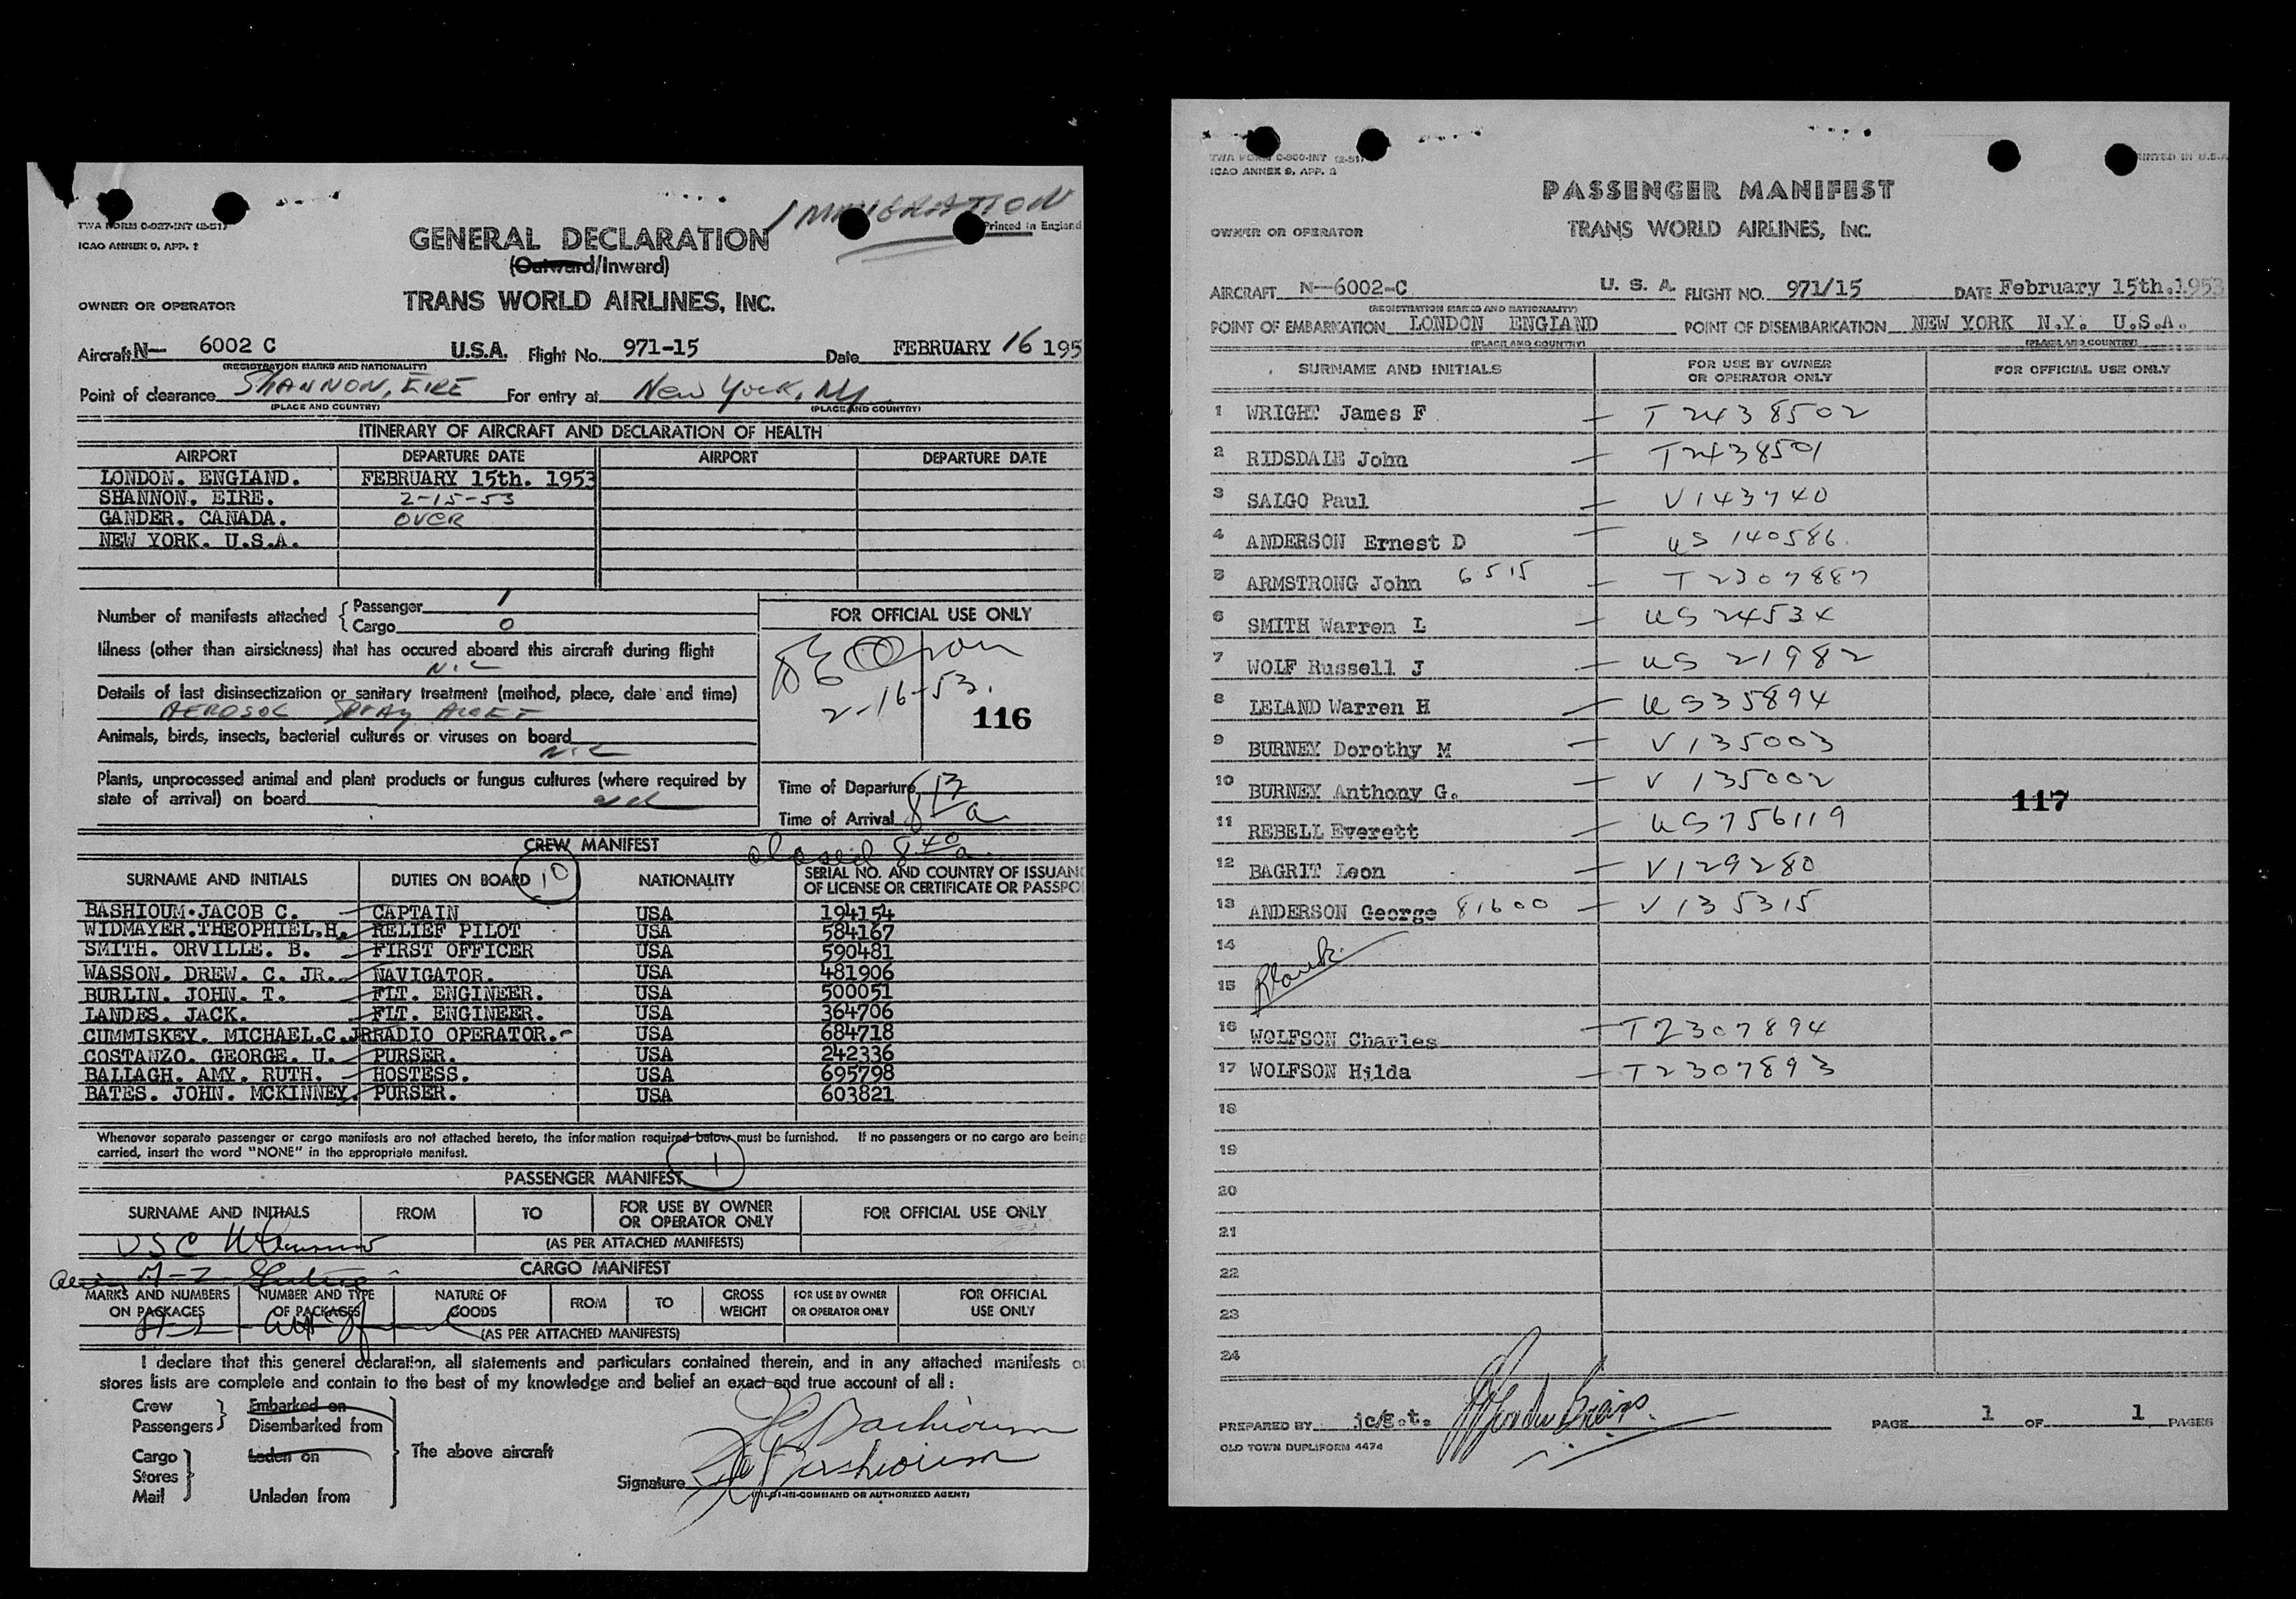 IMMIGRATION
TWA FORM C-027-INT (2-51)
Printed in England
ICAO ANNEX 9, APP. 1
GENERAL DECLARATION
(Outward/Inward)
OWNER OR OPERATOR TRANS WORLD AIRLINES, INC.
Aircraft N- 6002 C U.S.A. Flight No. 971-15 Date FEBRUARY 16 195
(REGISTRATION MARKS AND NATIONALITY)
Point of clearance SHANNON, EIRE For entry at New York, NY
(PLACE AND COUNTRY) (PLACE AND COUNTRY)
ITINERARY OF AIRCRAFT AND DECLARATION OF HEALTH
AIRPORT DEPARTURE DATE AIRPORT DEPARTURE DATE
LONDON. ENGLAND. FEBRUARY 15th. 1953
SHANNON. EIRE. 2-15-53
GANDER. CANADA. OVER
NEW YORK. U.S.A.
Number of manifests attached { Passenger 1
Cargo 0
FOR OFFICIAL USE ONLY
Illness (other than airsickness) that has occured aboard this aircraft during flight
NIL
Details of last disinsectization or sanitary treatment (method, place, date and time)
AEROSOL SPRAY
2-16-53.
116
Animals, birds, insects, bacterial cultures or viruses on board
NIL
Plants, unprocessed animal and plant products or fungus cultures (where required by
state of arrival) on board nil
Time of Departure
Time of Arrival 8 17 a
closed 8 40 a.
CREW MANIFEST
10
SURNAME AND INITIALS DUTIES ON BOARD NATIONALITY SERIAL NO. AND COUNTRY OF ISSUANC
OF LICENSE OR CERTIFICATE OR PASSPO
BASHIOUM.JACOB C. CAPTAIN USA 194154
WIDMAYER.THEOPHIEL.H. RELIEF PILOT USA 584167
SMITH. ORVILLE. B. FIRST OFFICER USA 590481
WASSON. DREW. C. JR. NAVIGATOR. USA 481906
BURLIN. JOHN. T. FLT. ENGINEER. USA 500051
LANDES. JACK. FLT. ENGINEER. USA 364706
CUMMISKEY. MICHAEL.C.JR RADIO OPERATOR. USA 684718
COSTANZO. GEORGE. U. PURSER. USA 242336
BALLAGH. AMY. RUTH. HOSTESS. USA 695798
BATES. JOHN. MCKINNEY. PURSER. USA 603821
Whenever separate passenger or cargo manifests are not attached hereto, the information required below must be furnished. If no passengers or no cargo are being
carried, insert the word "NONE" in the appropriate manifest.
PASSENGER MANIFEST 1
SURNAME AND INITIALS FROM TO FOR USE BY OWNER
OR OPERATOR ONLY FOR OFFICIAL USE ONLY
USC
(AS PER ATTACHED MANIFESTS)
CARGO MANIFEST
MARKS AND NUMBERS
ON PACKAGES NUMBER AND TYPE
OF PACKAGES NATURE OF
GOODS FROM TO GROSS
WEIGHT FOR USE BY OWNER
OR OPERATOR ONLY FOR OFFICIAL
USE ONLY
(AS PER ATTACHED MANIFESTS)
I declare that this general declaration, all statements and particulars contained therein, and in any attached manifests o
stores lists are complete and contain to the best of my knowledge and belief an exact and true account of all :
Crew Embarked on
Passengers Disembarked from
Cargo Laden on The above aircraft
Stores
Mail Unladen from
JC Bashioum
Signature JC Bashioum
(PILOT-IN-COMMAND OR AUTHORIZED AGENT)
TWA FORM C-900-INT (2-51)
PRINTED IN U.S.A
ICAO ANNEX 9, APP. 2
PASSENGER MANIFEST
OWNER OR OPERATOR TRANS WORLD AIRLINES, INC.
AIRCRAFT N-6002-C U. S. A. FLIGHT NO. 971/15 DATE February 15th.1953
(REGISTRATION MARKS AND NATIONALITY)
POINT OF EMBARKATION LONDON ENGLAND POINT OF DISEMBARKATION NEW YORK N.Y. U.S.A.
(PLACE AND COUNTRY) (PLACE AND COUNTRY)
SURNAME AND INITIALS FOR USE BY OWNER
OR OPERATOR ONLY FOR OFFICIAL USE ONLY
1 WRIGHT James F - T2438502
2 RIDSDALE John - T2438501
3 SALGO Paul - V143740
4 ANDERSON Ernest D - US 140586
5 ARMSTRONG John 6515 - T2307887
6 SMITH Warren L - US 24534
7 WOLF Russell J - US 21982
8 LELAND Warren H - US35894
9 BURNEY Dorothy M - V135003
10 BURNEY Anthony G. - V 135002
117
11 REBELL Everett - US756119
12 BAGRIT Leon - V129280
13 ANDERSON George 81600 - V135315
14
Blank
15
16 WOLFSON Charles - T2307894
17 WOLFSON Hilda - T2307893
18
19
20
21
22
23
24
PREPARED BY jc/g.t. PAGE 1 OF 1 PAGES
OLD TOWN DUPLIFORM 4474